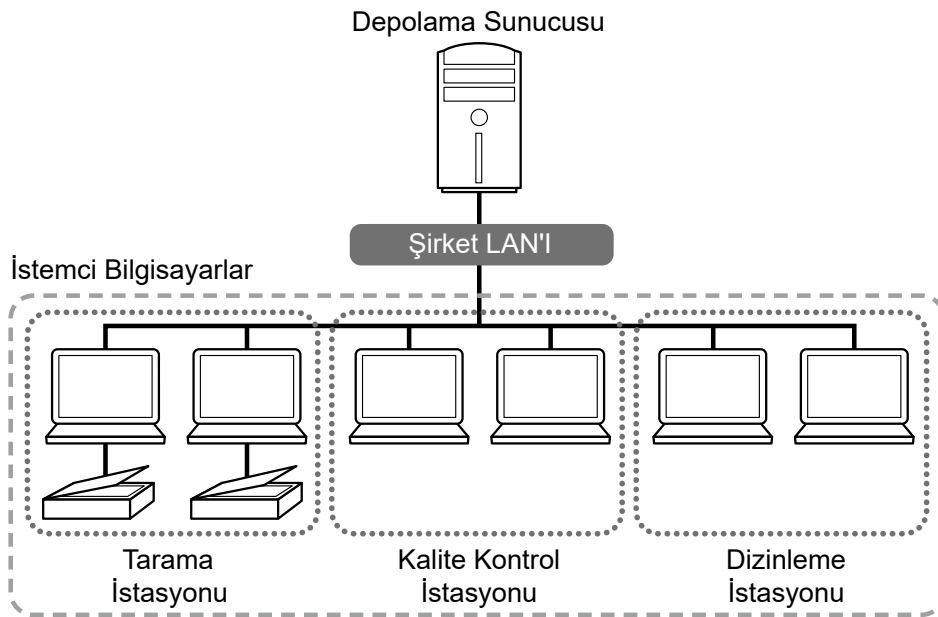 Depolama Sunucusu
Şirket LAN'I
İstemci Bilgisayarlar
Tarama
İstasyonu
Kalite Kontrol
İstasyonu
Dizinleme
İstasyonu